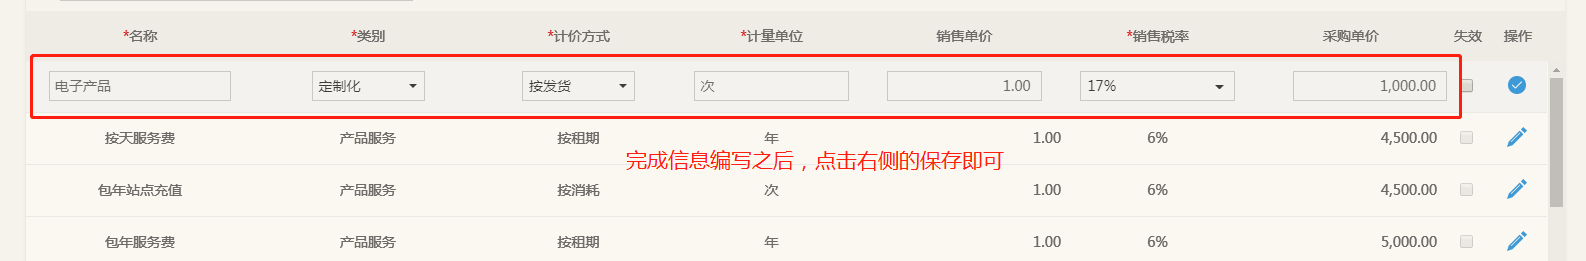 *名称 *类别 *计价方式 *计量单位 销售单价 *销售税率 采购单价 失效 操作
电子产品 定制化 按发货 次 1.00 17% 1,000.00
按天服务费 产品服务 按租期 年 1.00 6% 4,500.00
完成信息编写之后，点击右侧的保存即可
包年站点充值 产品服务 按消耗 次 1.00 6% 4,500.00
包年服务费 产品服务 按租期 年 1.00 6% 5,000.00